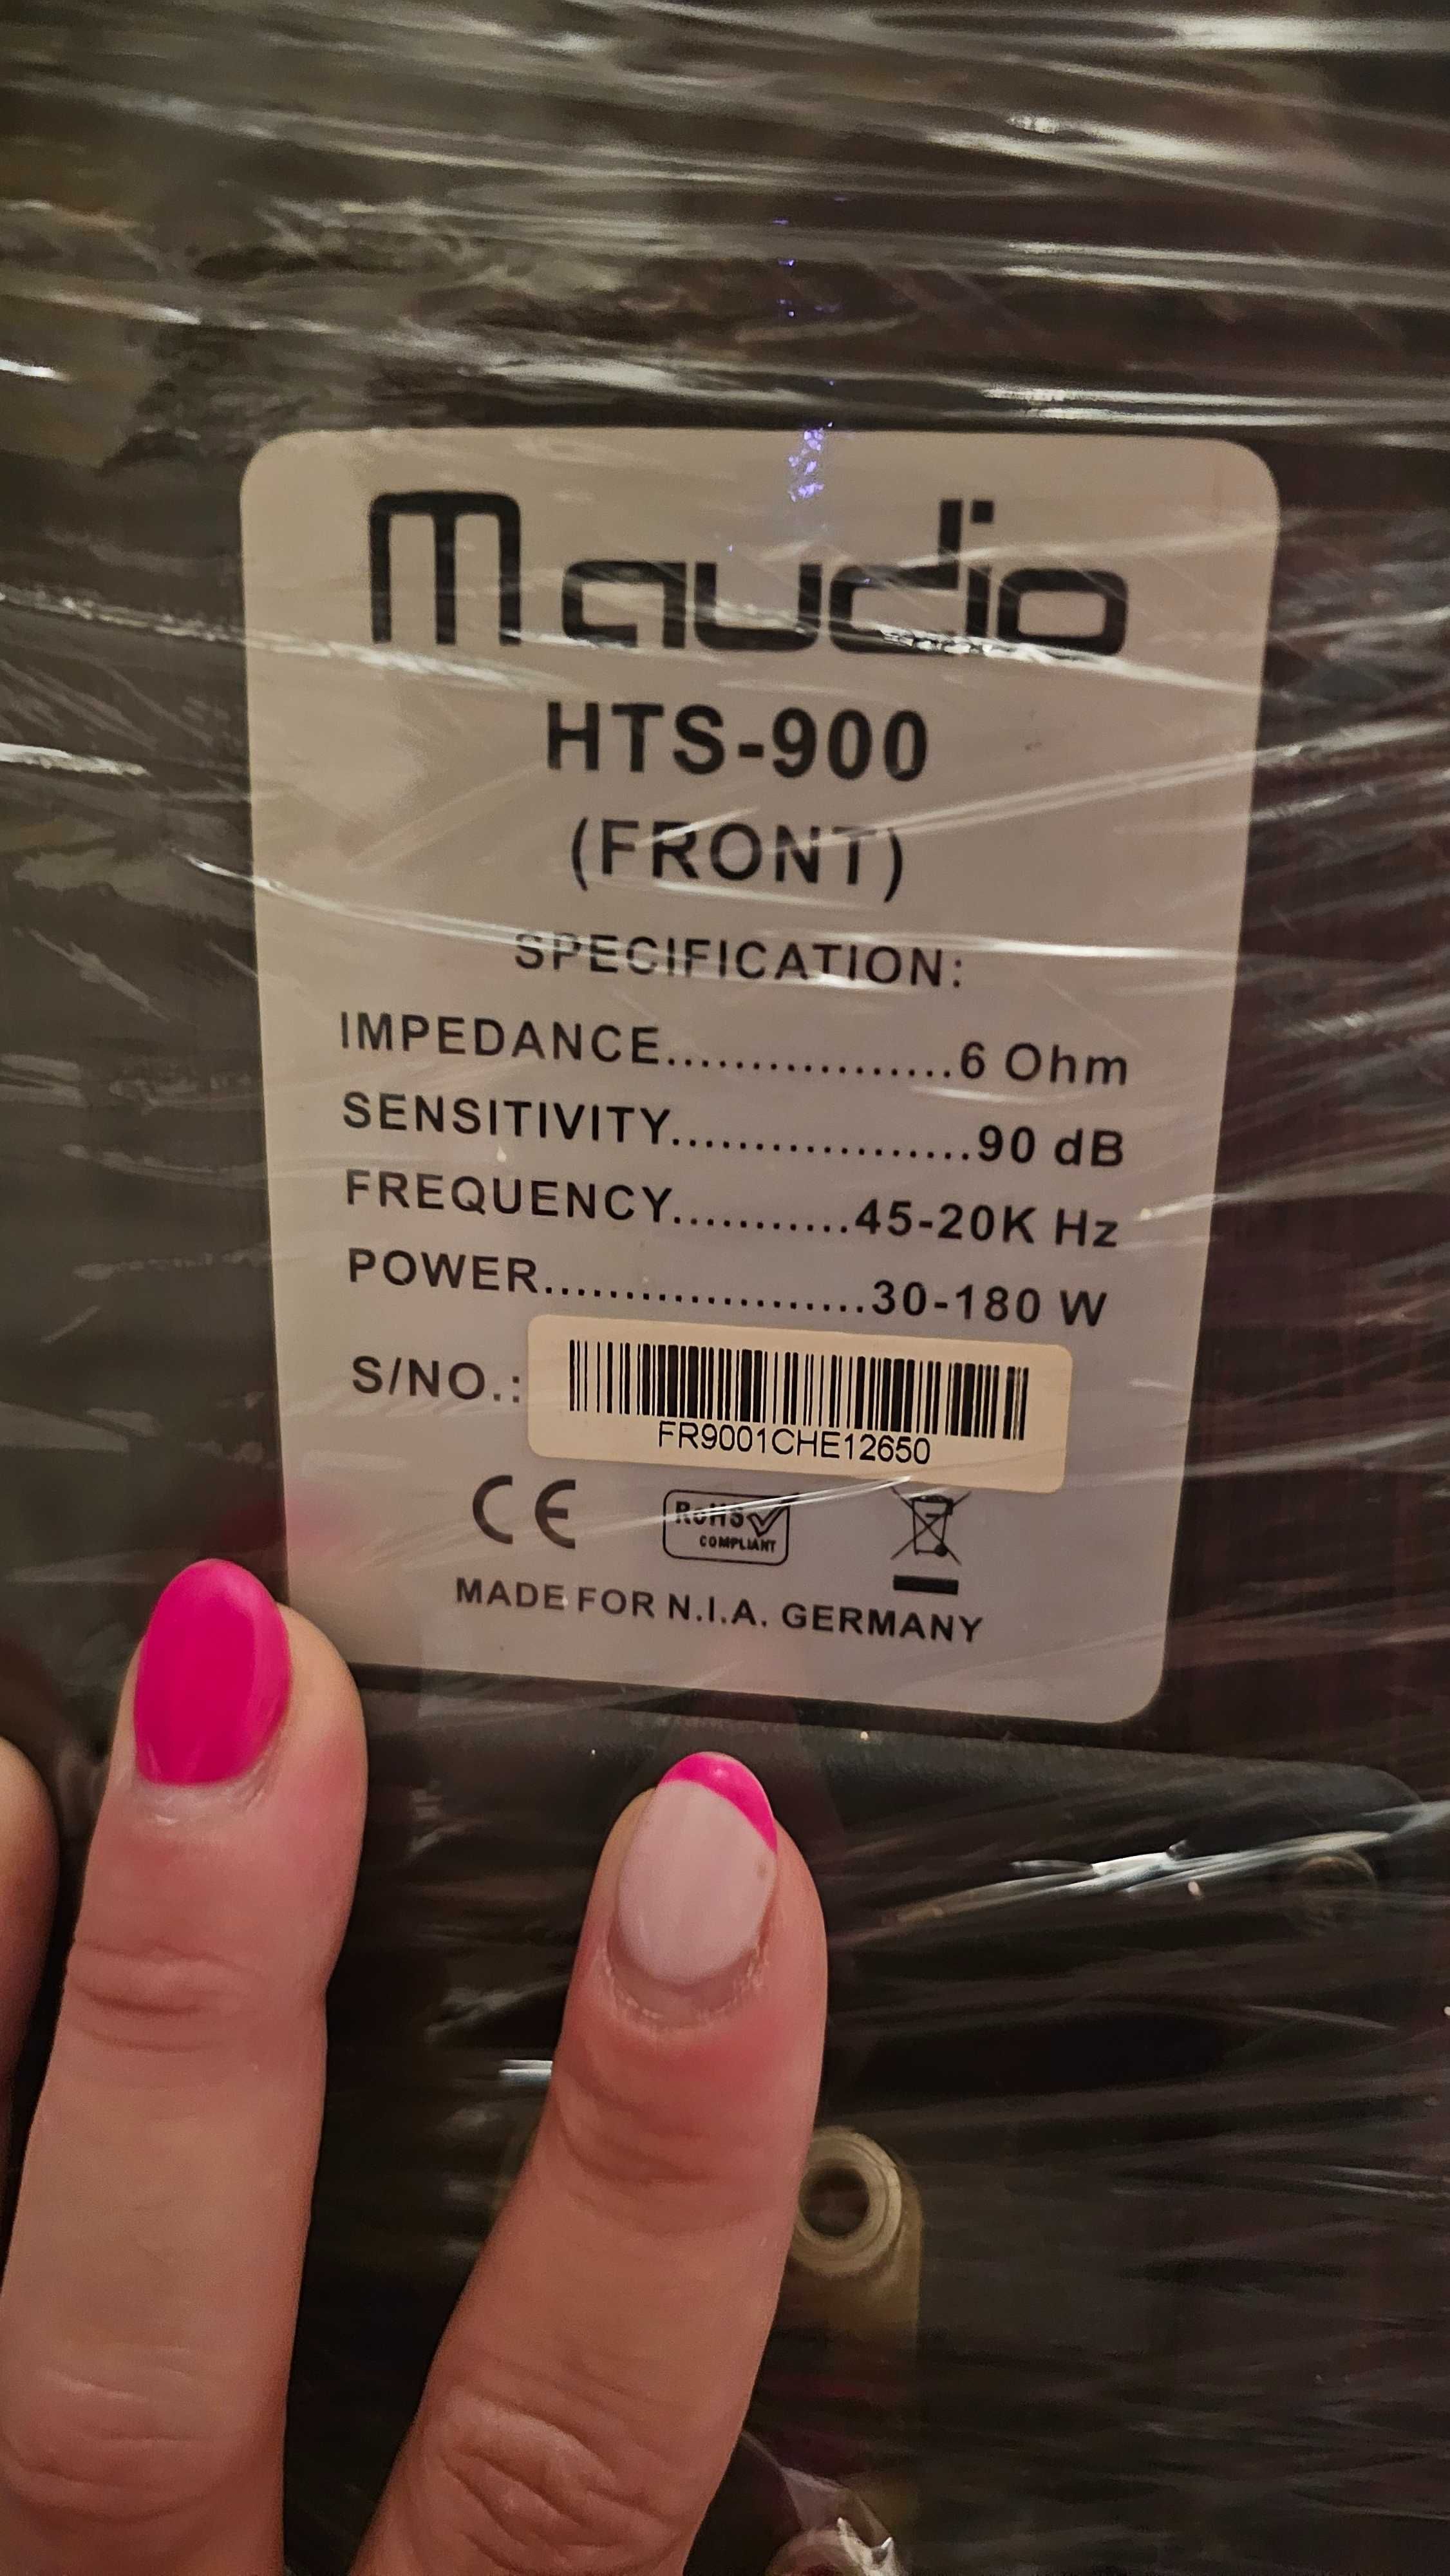 M audio
HTS-900
(FRONT)
SPECIFICATION:
IMPEDANCE.................6 Ohm
SENSITIVITY..................90 dB
FREQUENCY...........45-20K Hz
POWER....................30-180 W
S/NO.:
FR9001CHE12650
CE
RoHS
COMPLIANT
MADE FOR N.I.A. GERMANY